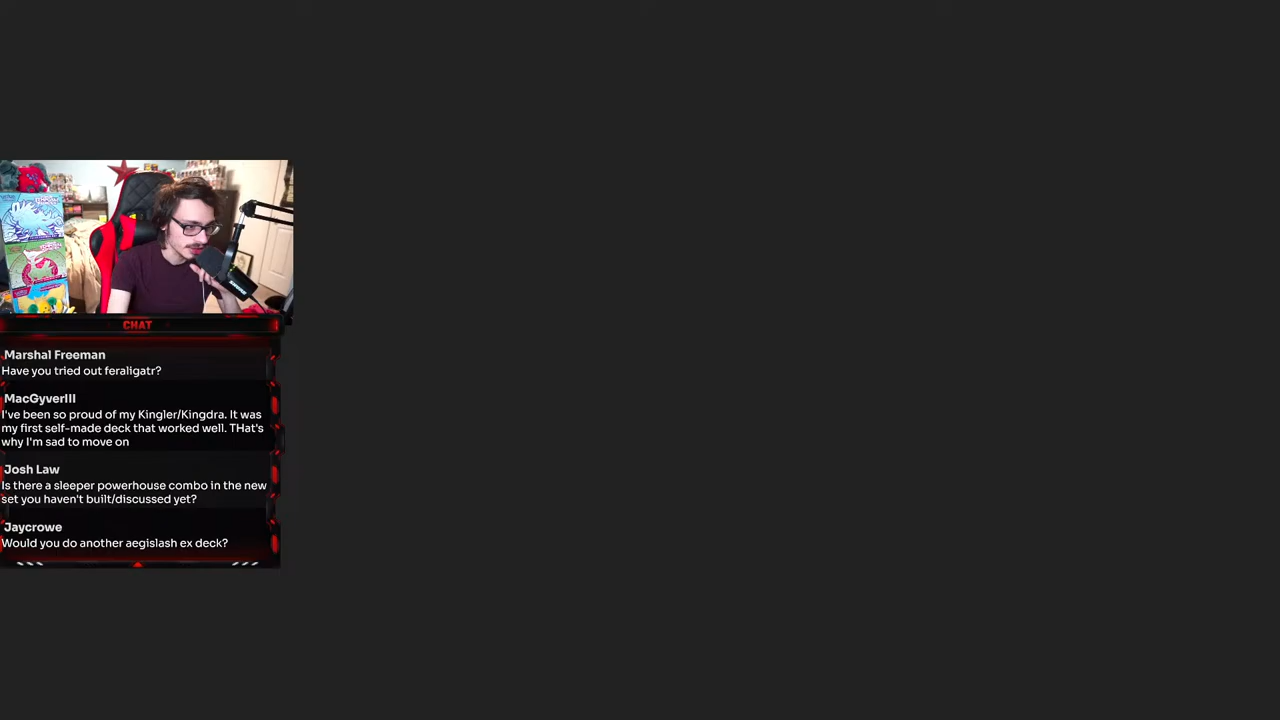 CHAT
Marshal Freeman
Have you tried out feraligatr?
MacGyverIII
I've been so proud of my Kingler/Kingdra. It was
my first self-made deck that worked well. THat's
why I'm sad to move on
Josh Law
Is there a sleeper powerhouse combo in the new
set you haven't built/discussed yet?
Jaycrowe
Would you do another aegislash ex deck?